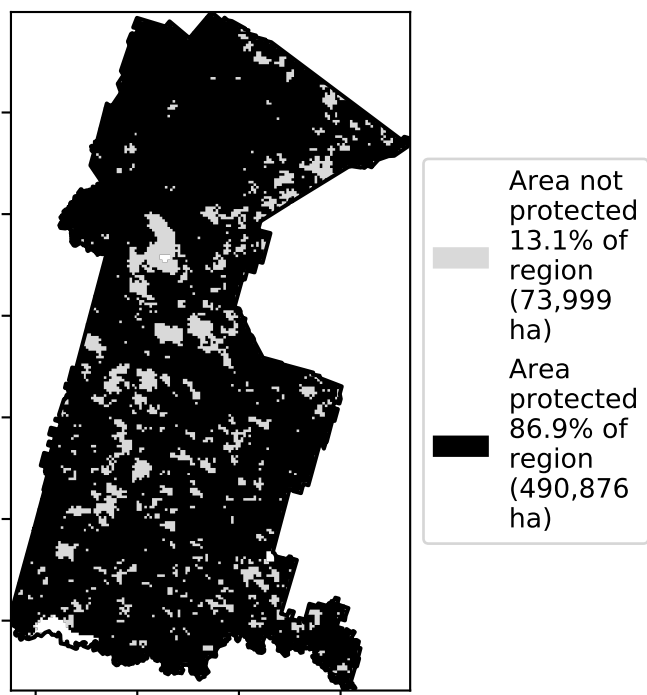 Area not
protected
13.1% of
region
(73,999
ha)
Area
protected
86.9% of
region
(490,876
ha)